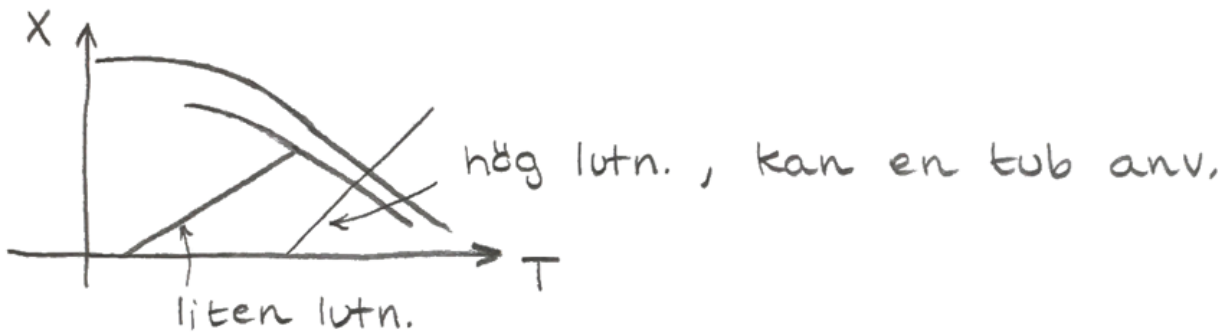 X
hög lutn. , kan en tub anv.
T
liten lutn.